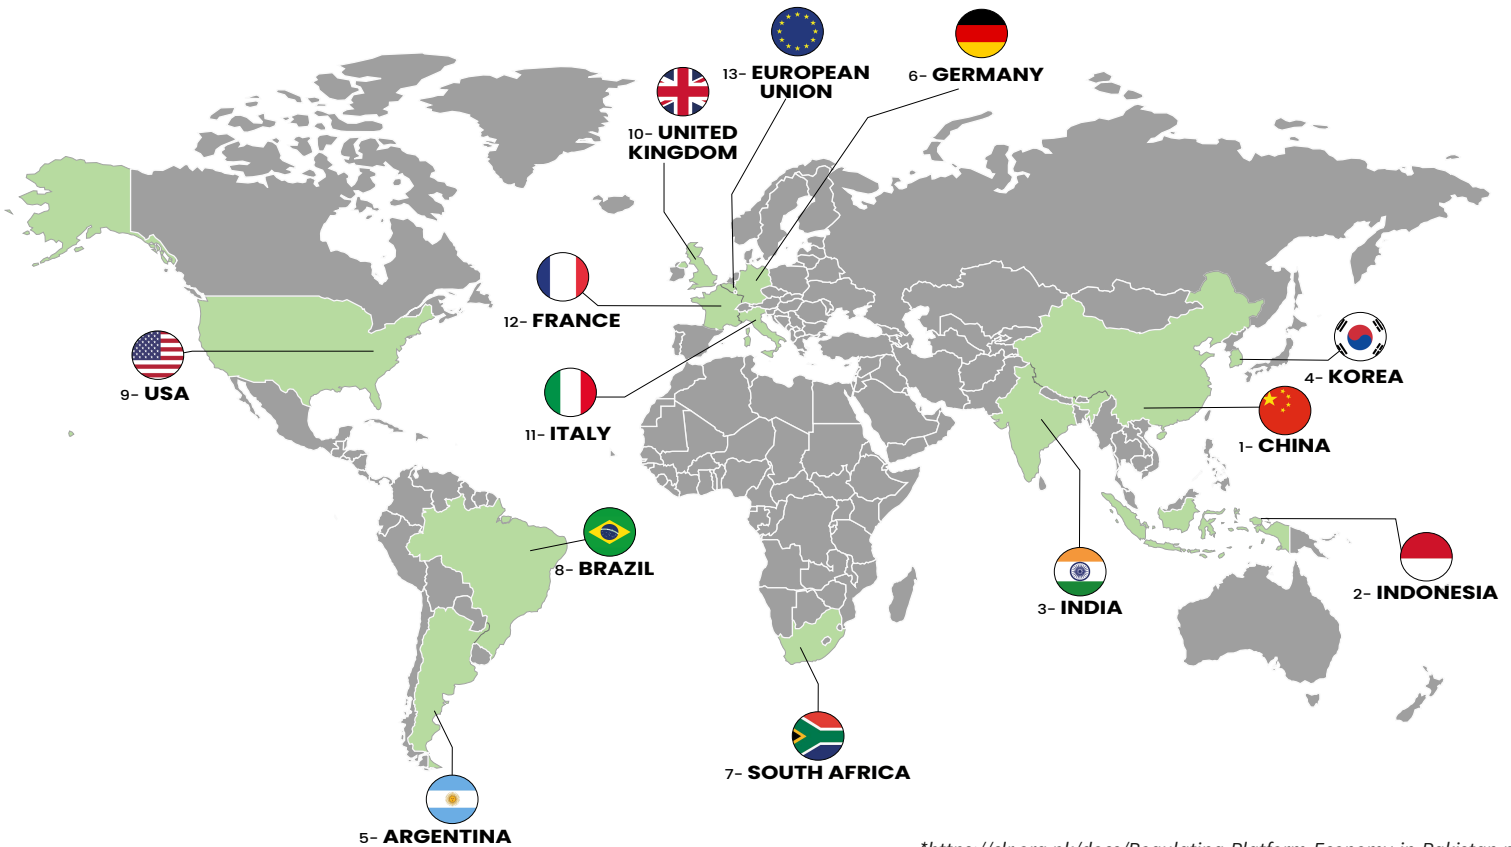 13- EUROPEAN
UNION
6- GERMANY
10- UNITED
KINGDOM
12- FRANCE
9- USA
11- ITALY
4- KOREA
1- CHINA
8- BRAZIL
3- INDIA
2- INDONESIA
7- SOUTH AFRICA
5- ARGENTINA